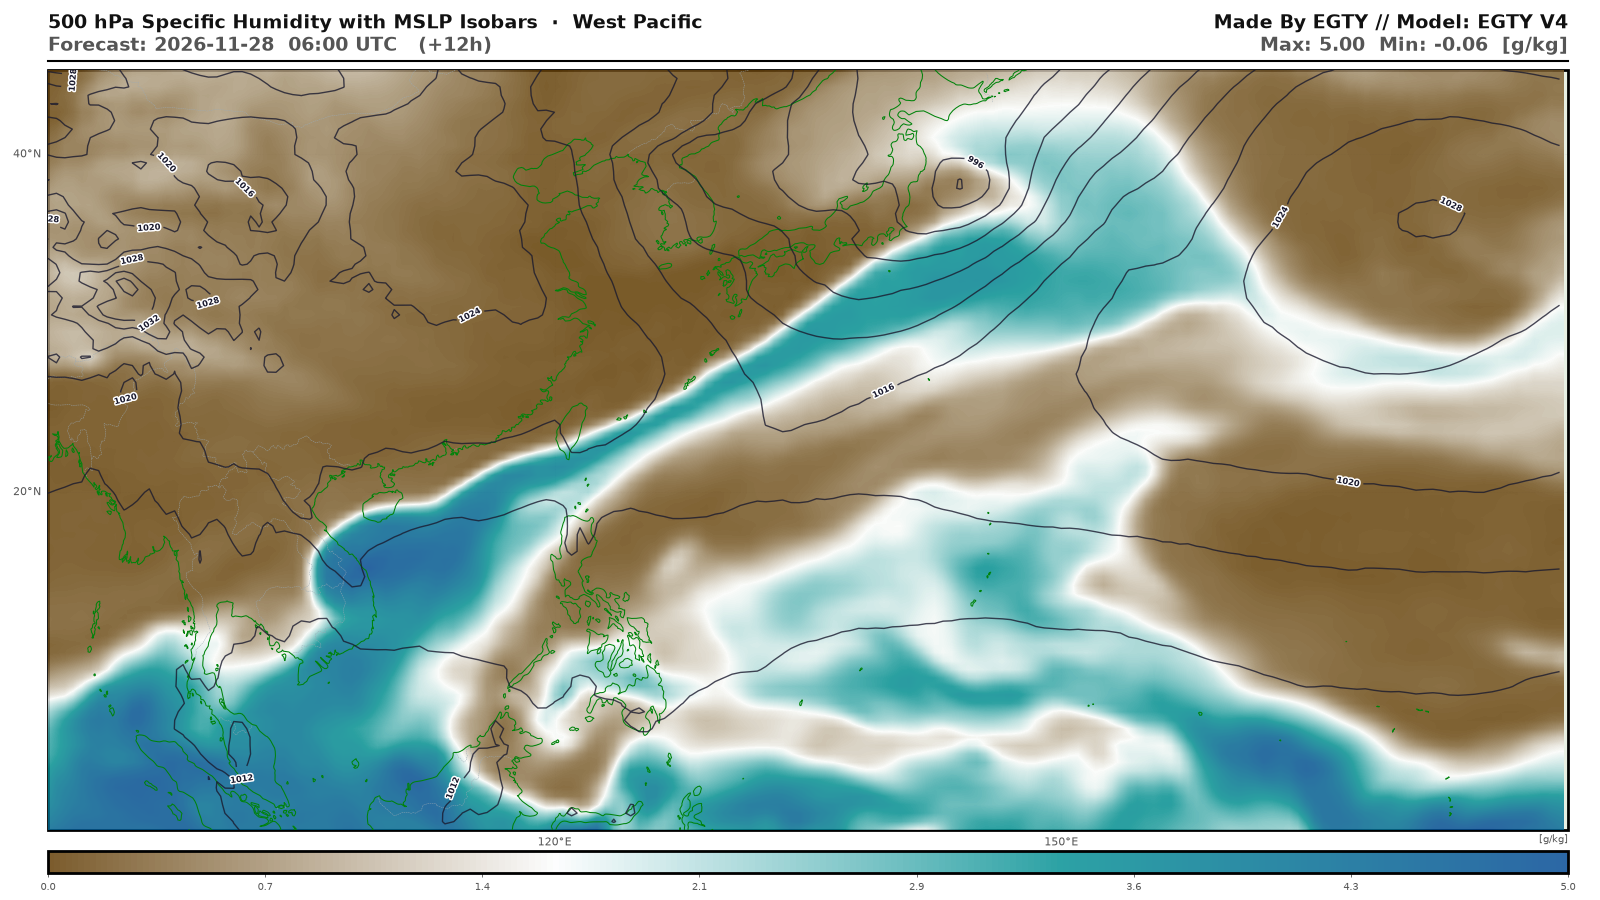 500 hPa Specific Humidity with MSLP Isobars · West Pacific
Made By EGTY // Model: EGTY V4
Forecast: 2026-11-28 06:00 UTC (+12h)
Max: 5.00 Min: -0.06 [g/kg]
1028
40°N
1020
996
1016
1028
28
1020
1024
1028
1028
1032
1024
1020
1016
1020
20°N
1012
1012
120°E
150°E
[g/kg]
0.0 0.7 1.4 2.1 2.9 3.6 4.3 5.0